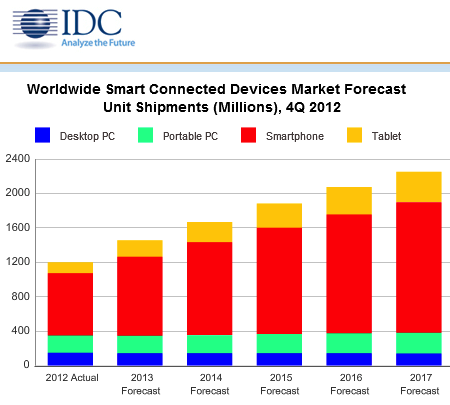 IDC
Analyze the Future
Worldwide Smart Connected Devices Market Forecast
Unit Shipments (Millions), 4Q 2012
Desktop PC Portable PC Smartphone Tablet
2400
2000
1600
1200
800
400
0
2012 Actual 2013 Forecast 2014 Forecast 2015 Forecast 2016 Forecast 2017 Forecast